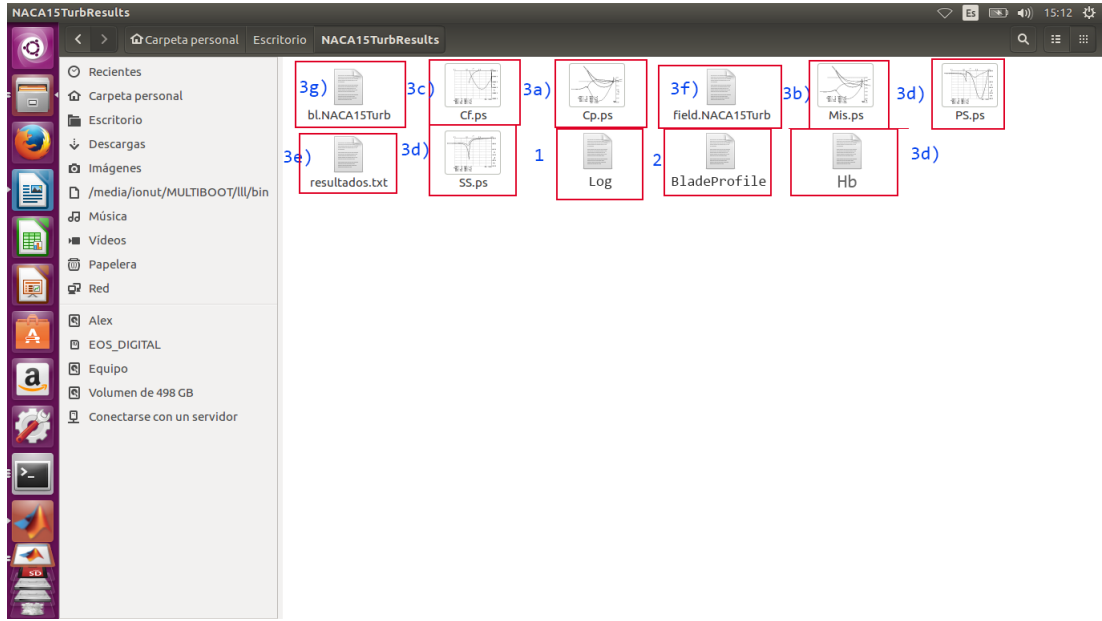 NACA15TurbResults
Es
15:12
Carpeta personal Escritorio NACA15TurbResults
Recientes
Carpeta personal
Escritorio
Descargas
Imágenes
/media/ionut/MULTIBOOT/lll/bin
Música
Vídeos
Papelera
Red
Alex
EOS_DIGITAL
Equipo
Volumen de 498 GB
Conectarse con un servidor
3g) 3c) 3a) 3f) 3b) 3d)
bl.NACA15Turb Cf.ps Cp.ps field.NACA15Turb Mis.ps PS.ps
3e) 3d) 1 2 3d)
resultados.txt SS.ps Log BladeProfile Hb
A
a
>_
SD